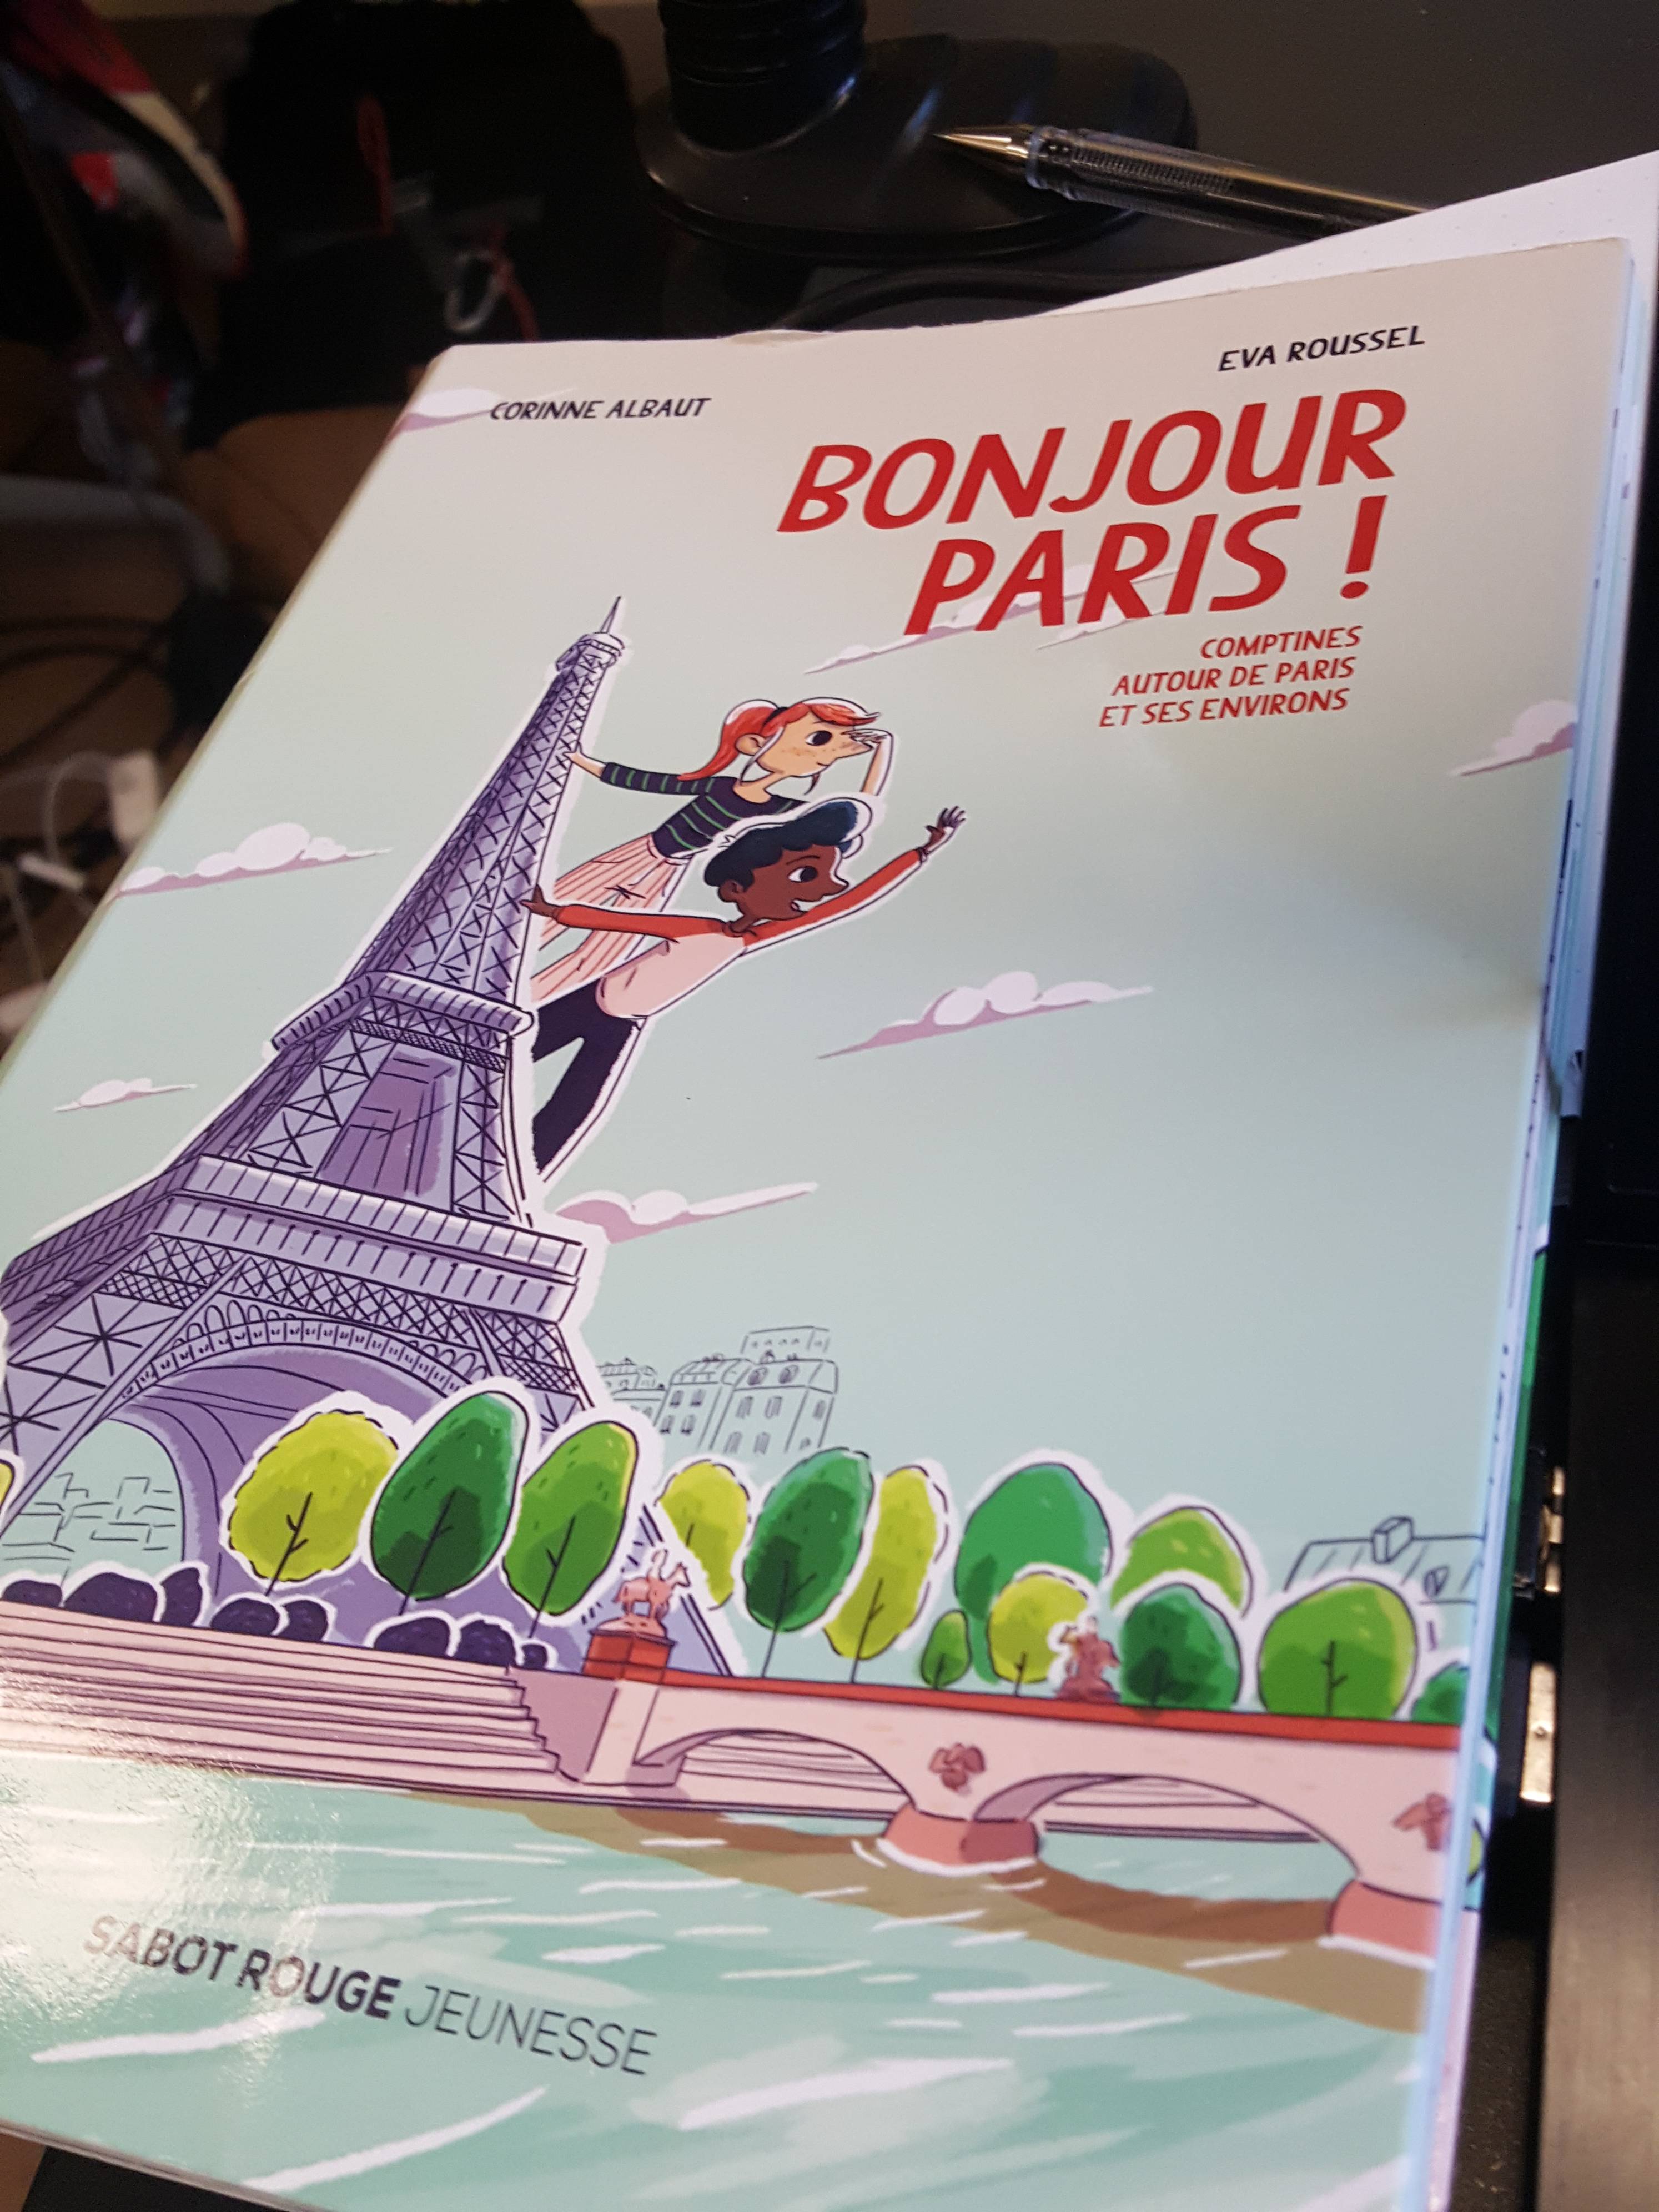 CORINNE ALBAUT
EVA ROUSSEL
BONJOUR
PARIS !
COMPTINES
AUTOUR DE PARIS
ET SES ENVIRONS
SABOT ROUGE JEUNESSE